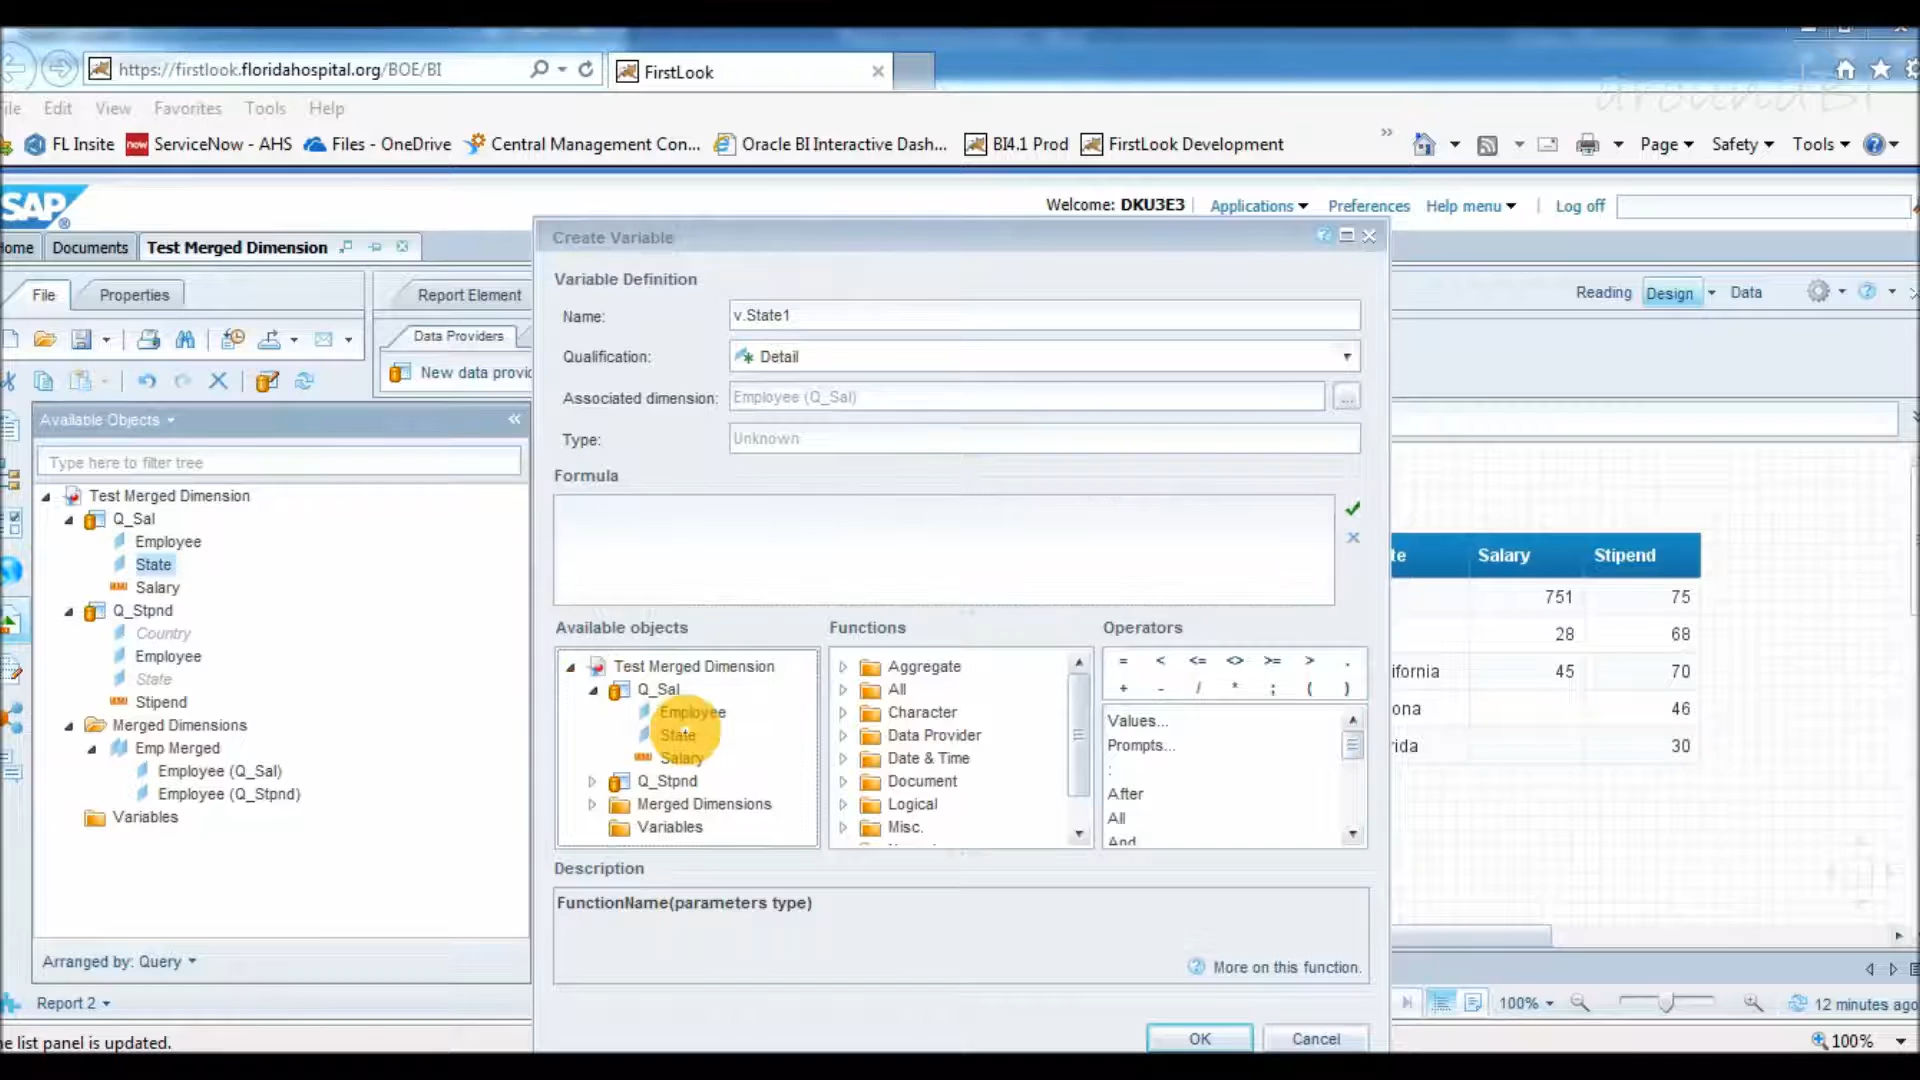 https://firstlook.floridahospital.org/BOE/BI
FirstLook
Edit View Favorites Tools Help
aroundBI
FL Insite
now ServiceNow - AHS
Files - OneDrive
Central Management Con...
Oracle BI Interactive Dash...
BI4.1 Prod
FirstLook Development
Page Safety Tools
SAP
Welcome: DKU3E3 Applications Preferences Help menu Log off
ome Documents Test Merged Dimension
File Properties
Report Element
Reading Design Data
Data Providers
New data provid
Available Objects
Type here to filter tree
Test Merged Dimension
Q_Sal
Employee
State
Salary
Q_Stpnd
Country
Employee
State
Stipend
Merged Dimensions
Emp Merged
Employee (Q_Sal)
Employee (Q_Stpnd)
Variables
Arranged by: Query
Report 2
Create Variable
Variable Definition
Name: v.State1
Qualification: Detail
Associated dimension: Employee (Q_Sal) ...
Type: Unknown
Formula
Available objects
Test Merged Dimension
Q_Sal
Employee
State
Salary
Q_Stpnd
Merged Dimensions
Variables
Functions
Aggregate
All
Character
Data Provider
Date & Time
Document
Logical
Misc.
Operators
= < <= <> >= > .
+ - / * ; ( )
Values...
Prompts...
:
After
All
And
Description
FunctionName(parameters type)
More on this function.
OK Cancel
te Salary Stipend
751 75
28 68
ifornia 45 70
ona 46
rida 30
100% 12 minutes ago
e list panel is updated.
100%